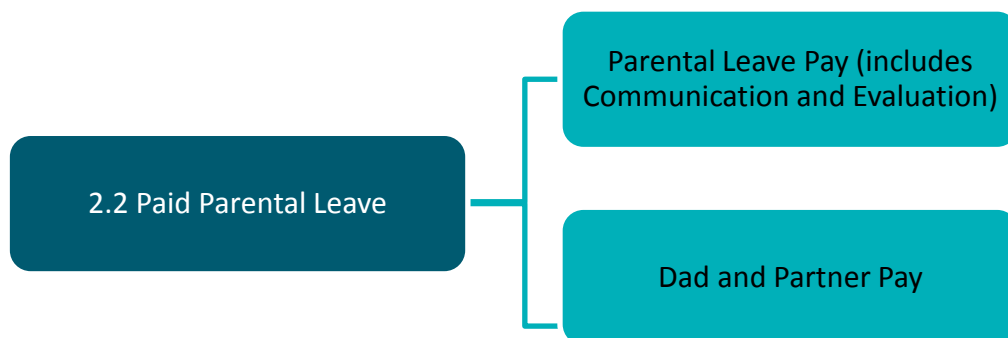 Parental Leave Pay (includes
Communication and Evaluation)
2.2 Paid Parental Leave
Dad and Partner Pay